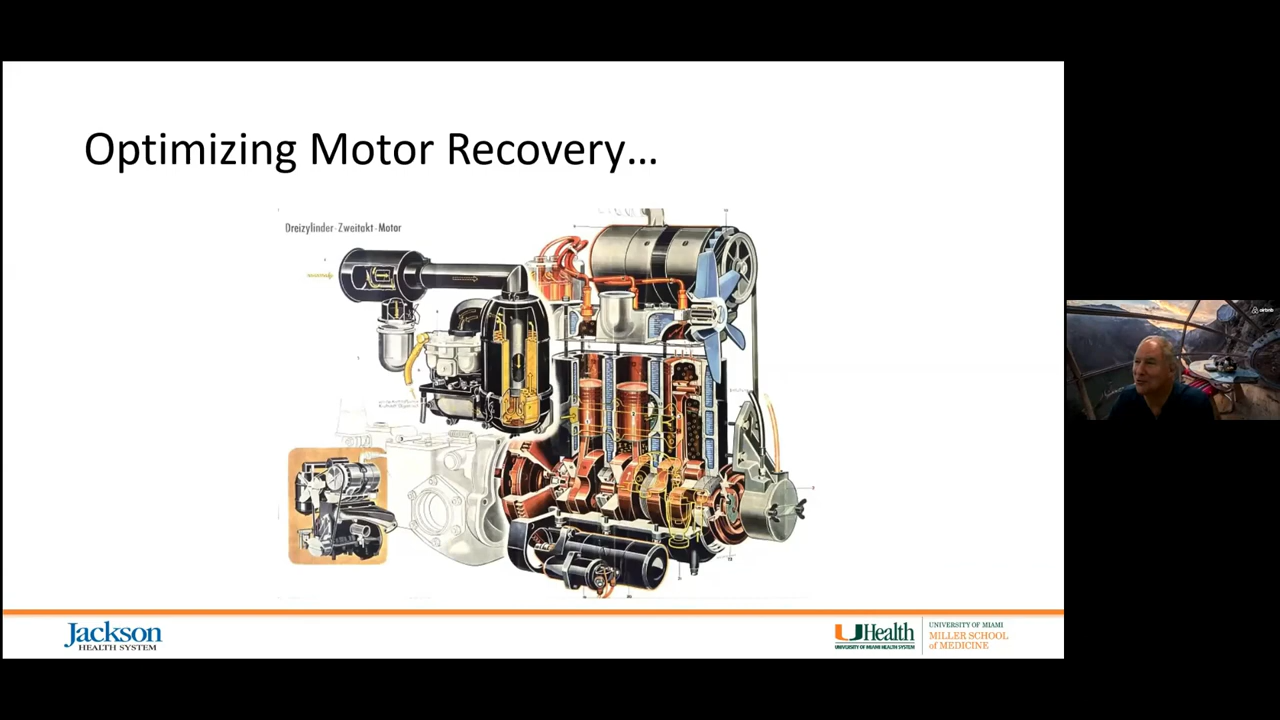 Optimizing Motor Recovery…
Dreizylinder-Zweitakt-Motor
airbnb
Jackson
HEALTH SYSTEM
UHealth
UNIVERSITY OF MIAMI HEALTH SYSTEM
UNIVERSITY OF MIAMI
MILLER SCHOOL
of MEDICINE